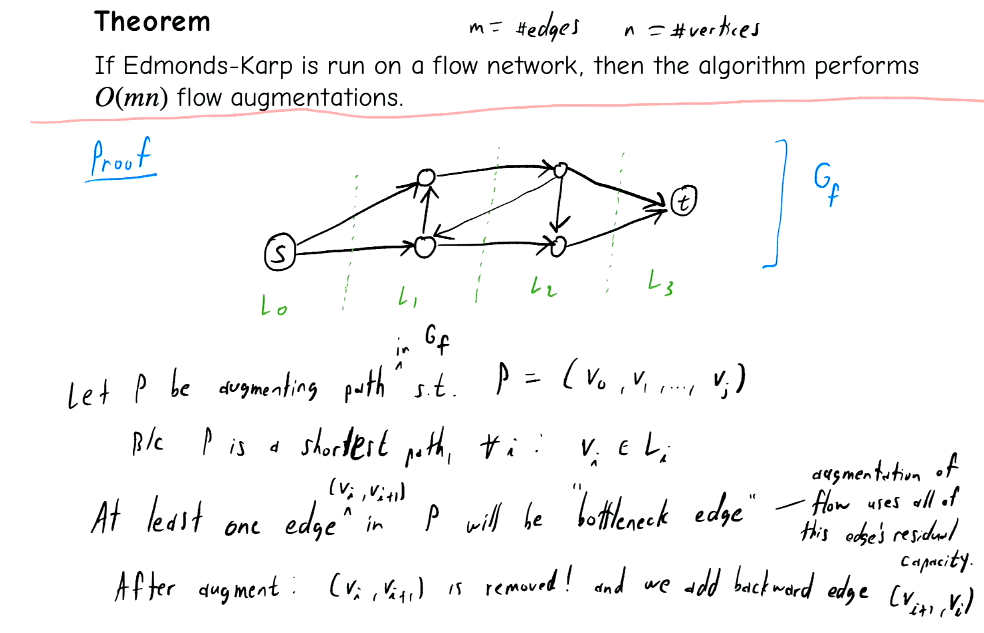 Theorem m = #edges n = #vertices
If Edmonds-Karp is run on a flow network, then the algorithm performs
O(mn) flow augmentations.
Proof
G_f
t
S
L_0 L_1 L_2 L_3
in G_f
Let P be augmenting path ^ s.t. P = (v_0, v_1, ..., v_j)
B/c P is a shortest path, ∀i : v_i ∈ L_i
(v_i, v_{i+1})
At least one edge ^ in P will be "bottleneck edge" — augmentation of
flow uses all of
this edge's residual
capacity.
After augment : (v_i, v_{i+1}) is removed! and we add backward edge (v_{i+1}, v_i)